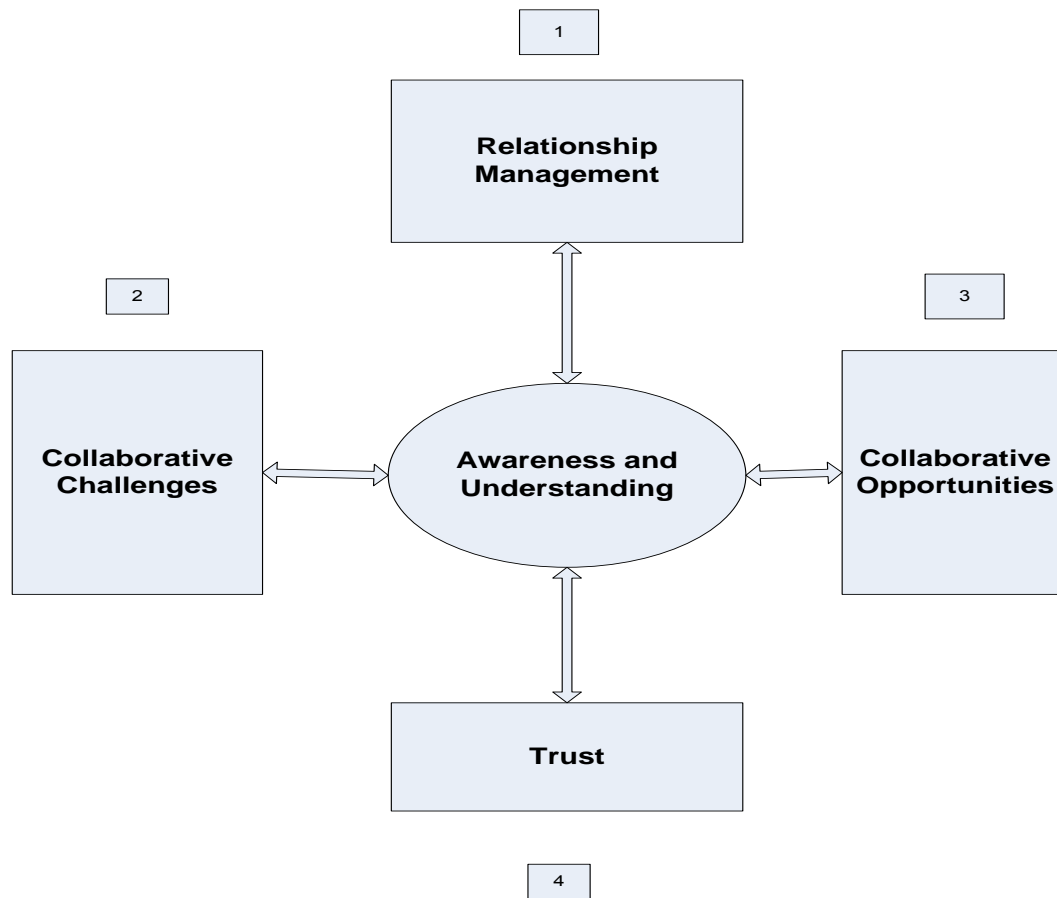 1
Relationship
Management
2
3
Collaborative
Challenges
Awareness and
Understanding
Collaborative
Opportunities
Trust
4